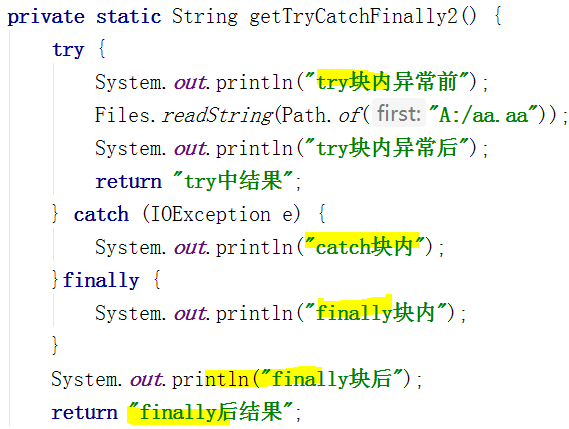 private static String getTryCatchFinally2() {
try {
System.out.println("try块内异常前");
Files.readString(Path.of( first: "A:/aa.aa"));
System.out.println("try块内异常后");
return "try中结果";
} catch (IOException e) {
System.out.println("catch块内");
}finally {
System.out.println("finally块内");
}
System.out.println("finally块后");
return "finally后结果";